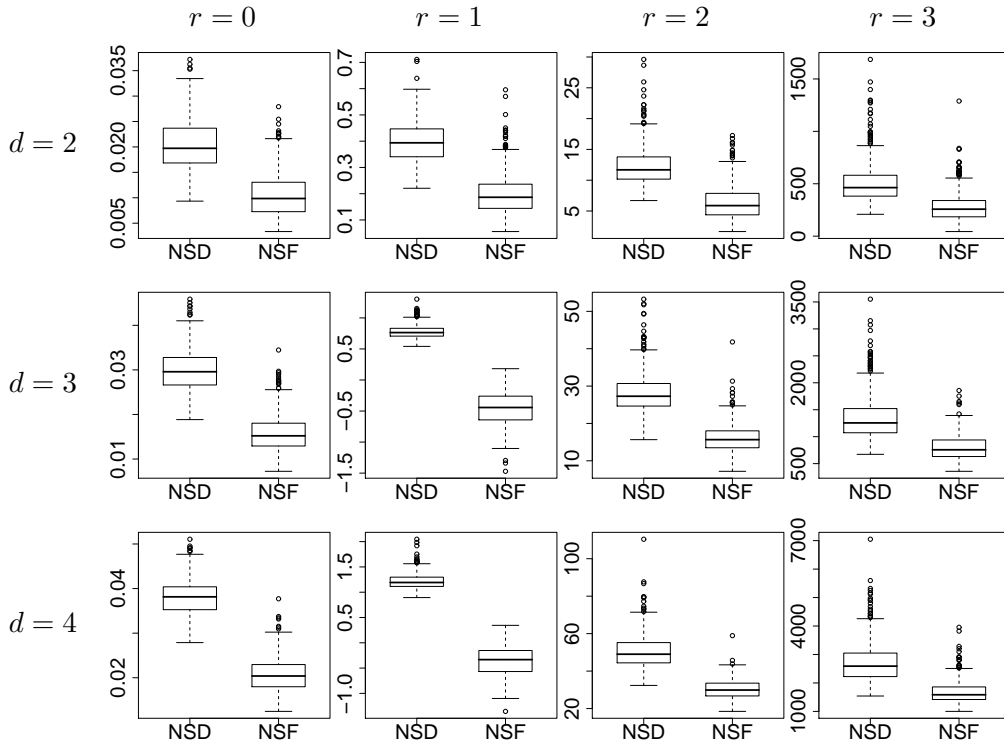 r = 0 r = 1 r = 2 r = 3
d = 2
0.005 0.020 0.035
NSD NSF
0.1 0.3 0.5 0.7
NSD NSF
5 15 25
NSD NSF
0 500 1500
NSD NSF
d = 3
0.01 0.03
NSD NSF
−1.5 −0.5 0.5
NSD NSF
10 30 50
NSD NSF
500 2000 3500
NSD NSF
d = 4
0.02 0.04
NSD NSF
−1.0 0.5 1.5
NSD NSF
20 60 100
NSD NSF
1000 4000 7000
NSD NSF